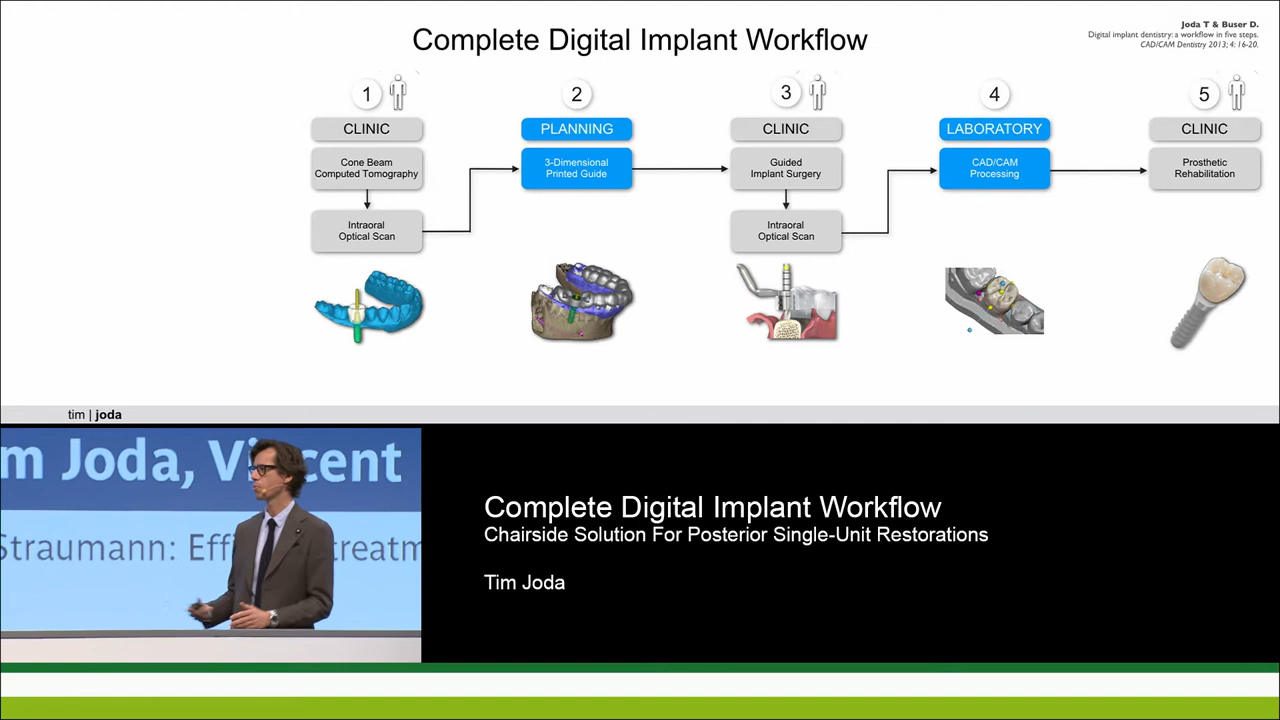 Complete Digital Implant Workflow
Joda T & Buser D.
Digital implant dentistry: a workflow in five steps.
CAD/CAM Dentistry 2013; 4: 16-20.
1
2
3
4
5
CLINIC
PLANNING
CLINIC
LABORATORY
CLINIC
Cone Beam
Computed Tomography
3-Dimensional
Printed Guide
Guided
Implant Surgery
CAD/CAM
Processing
Prosthetic
Rehabilitation
Intraoral
Optical Scan
Intraoral
Optical Scan
tim | joda
m Joda, Vi cent
Straumann: Eff treatm
Complete Digital Implant Workflow
Chairside Solution For Posterior Single-Unit Restorations
Tim Joda